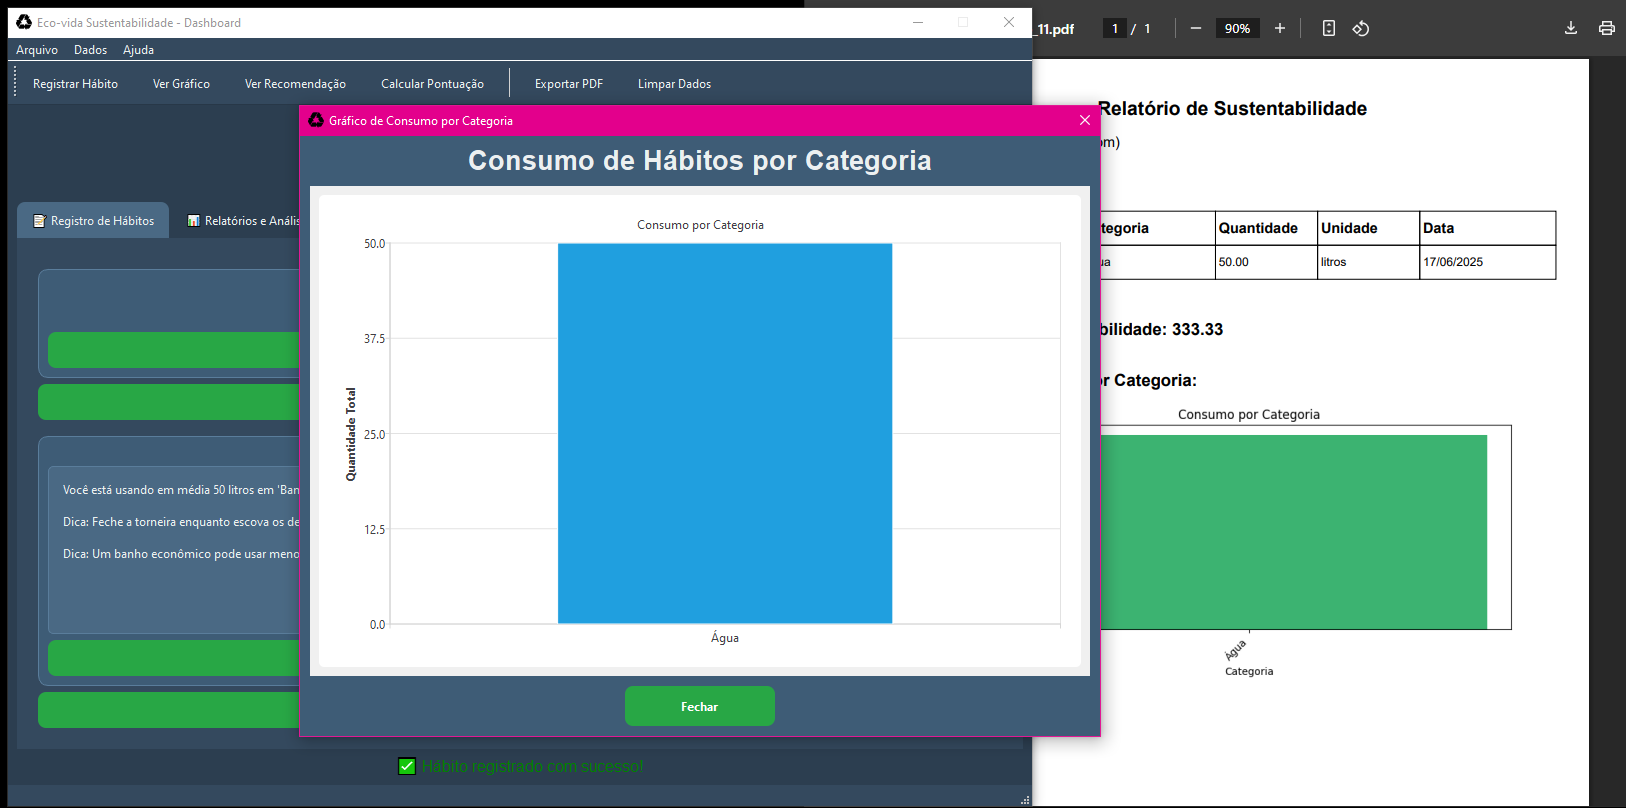 Eco-vida Sustentabilidade - Dashboard
Arquivo Dados Ajuda
Registrar Hábito Ver Gráfico Ver Recomendação Calcular Pontuação Exportar PDF Limpar Dados
Registro de Hábitos Relatórios e Anális
Você está usando em média 50 litros em 'Ban
Dica: Feche a torneira enquanto escova os de
Dica: Um banho econômico pode usar meno
Hábito registrado com sucesso!
Gráfico de Consumo por Categoria
Consumo de Hábitos por Categoria
Consumo por Categoria
Quantidade Total
50.0
37.5
25.0
12.5
0.0
Água
Fechar
_11.pdf 1 / 1 90%
Relatório de Sustentabilidade
om)
tegoria Quantidade Unidade Data
ua 50.00 litros 17/06/2025
bilidade: 333.33
or Categoria:
Consumo por Categoria
Água
Categoria